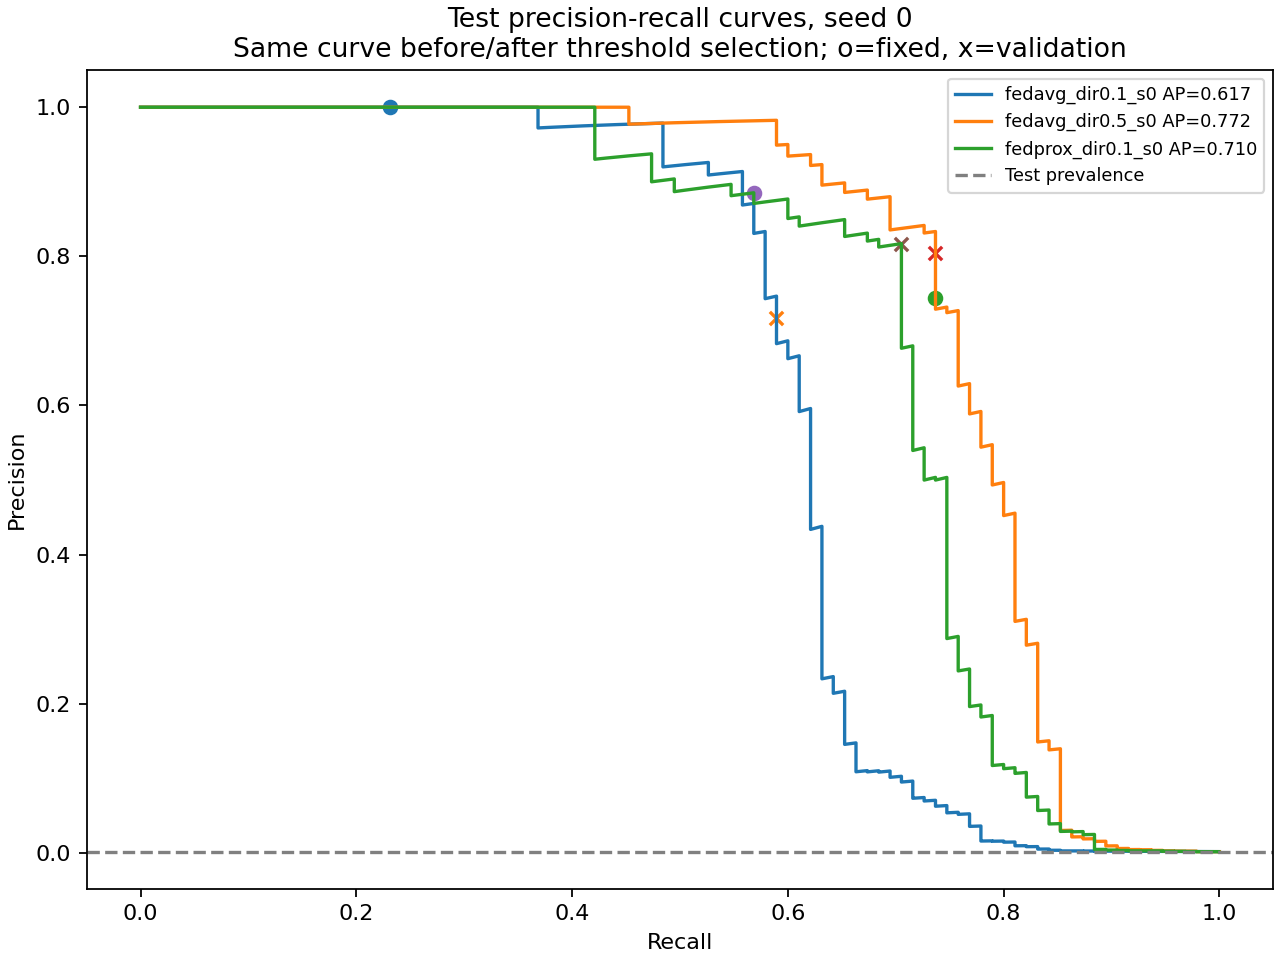 Test precision-recall curves, seed 0
Same curve before/after threshold selection; o=fixed, x=validation
fedavg_dir0.1_s0 AP=0.617
fedavg_dir0.5_s0 AP=0.772
fedprox_dir0.1_s0 AP=0.710
Test prevalence
Precision
1.0
0.8
0.6
0.4
0.2
0.0
0.0 0.2 0.4 0.6 0.8 1.0
Recall